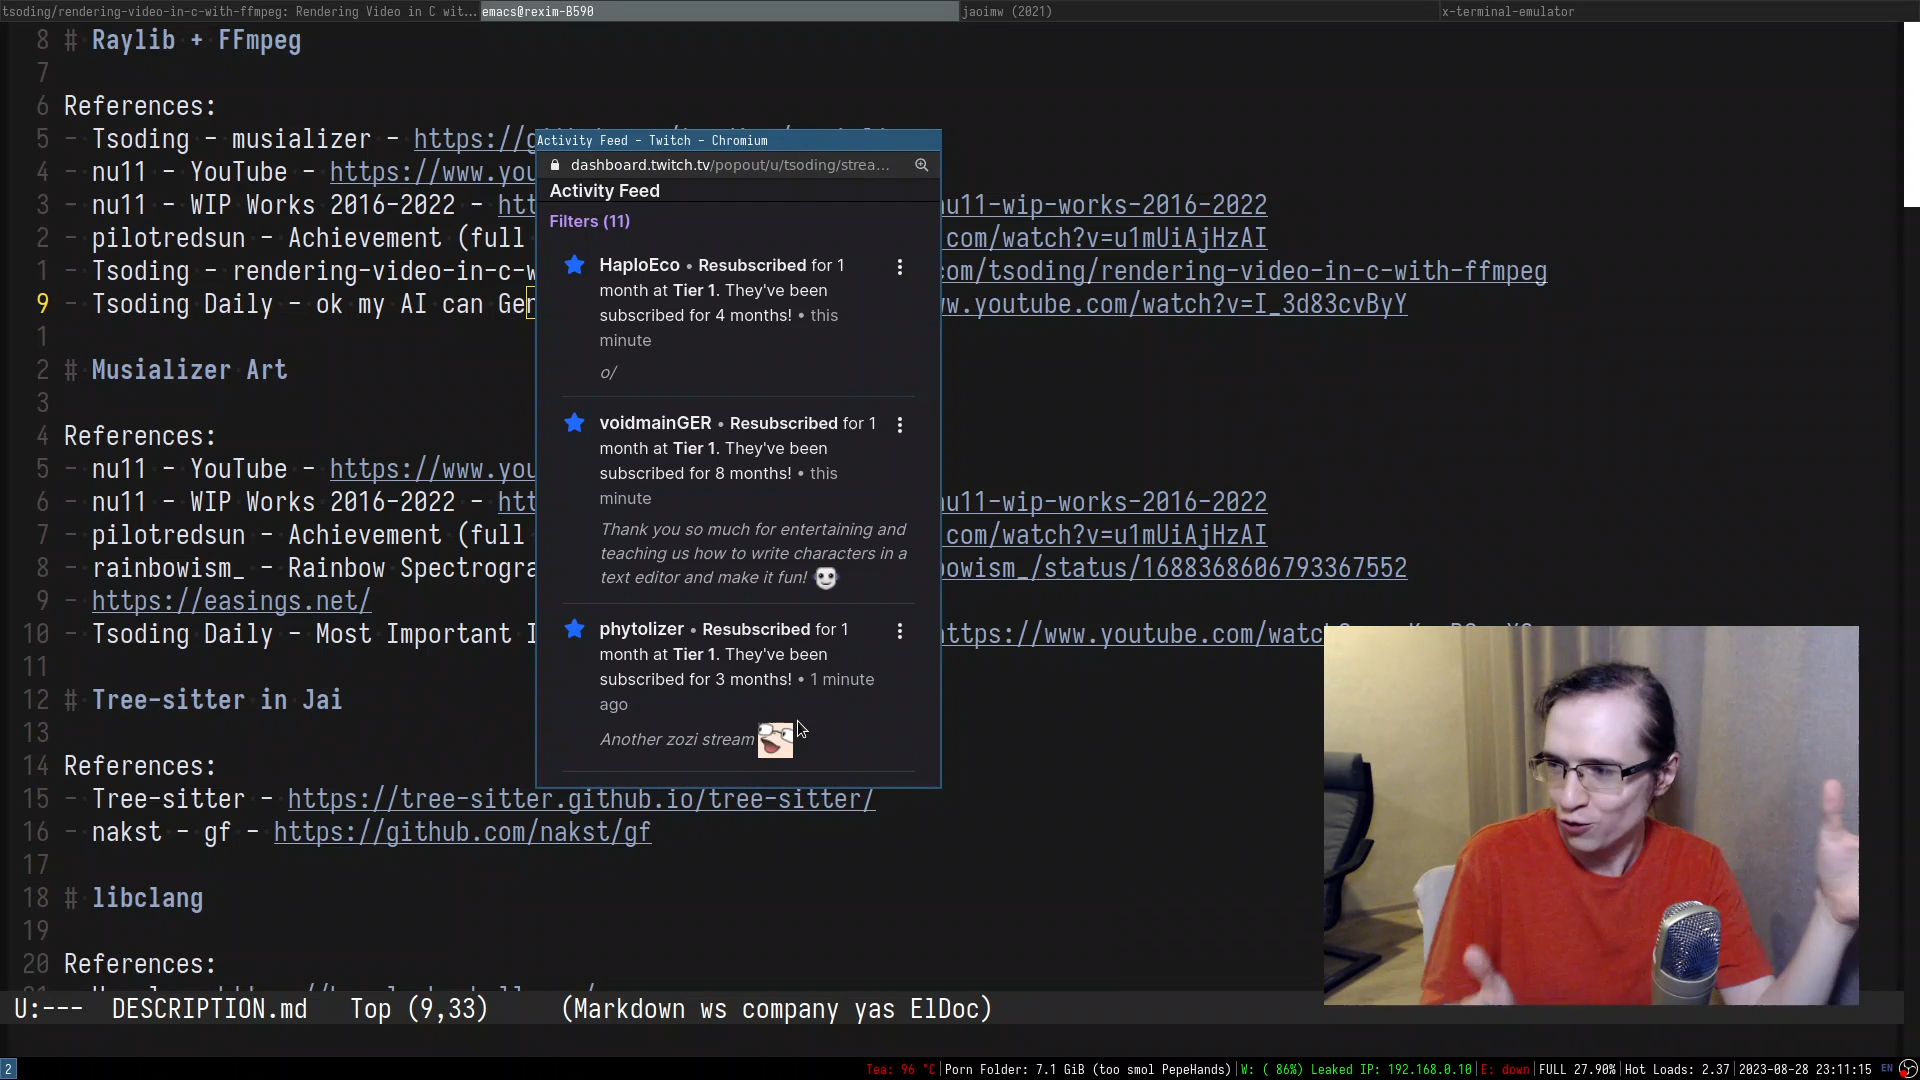 tsoding/rendering-video-in-c-with-ffmpeg: Rendering Video in C wit... emacs@rexim-B590 jaoimw (2021) x-terminal-emulator
8 # Raylib + FFmpeg
7
6 References:
5 - Tsoding - musializer - https://g
4 - nu11 - YouTube - https://www.you
3 - nu11 - WIP Works 2016-2022 - htt u11-wip-works-2016-2022
2 - pilotredsun - Achievement (full com/watch?v=u1mUiAjHzAI
1 - Tsoding - rendering-video-in-c-w com/tsoding/rendering-video-in-c-with-ffmpeg
9 - Tsoding Daily - ok my AI can Gen w.youtube.com/watch?v=I_3d83cvByY
1
2 # Musializer Art
3
4 References:
5 - nu11 - YouTube - https://www.you
6 - nu11 - WIP Works 2016-2022 - htt u11-wip-works-2016-2022
7 - pilotredsun - Achievement (full com/watch?v=u1mUiAjHzAI
8 - rainbowism_ - Rainbow Spectrogra owism_/status/1688368606793367552
9 - https://easings.net/
10 - Tsoding Daily - Most Important I ttps://www.youtube.com/watc
11
12 # Tree-sitter in Jai
13
14 References:
15 - Tree-sitter - https://tree-sitter.github.io/tree-sitter/
16 - nakst - gf - https://github.com/nakst/gf
17
18 # libclang
19
20 References:
Activity Feed - Twitch - Chromium
dashboard.twitch.tv/popout/u/tsoding/strea...
Activity Feed
Filters (11)
HaploEco • Resubscribed for 1
month at Tier 1. They've been
subscribed for 4 months! • this
minute
o/
voidmainGER • Resubscribed for 1
month at Tier 1. They've been
subscribed for 8 months! • this
minute
Thank you so much for entertaining and
teaching us how to write characters in a
text editor and make it fun!
phytolizer • Resubscribed for 1
month at Tier 1. They've been
subscribed for 3 months! • 1 minute
ago
Another zozi stream
U:--- DESCRIPTION.md Top (9,33) (Markdown ws company yas ElDoc)
2 Tea: 96 °C|Porn Folder: 7.1 GiB (too smol PepeHands)|W: ( 86%) Leaked IP: 192.168.0.10|E: down|FULL 27.90%|Hot Loads: 2.37|2023-08-28 23:11:15 EN